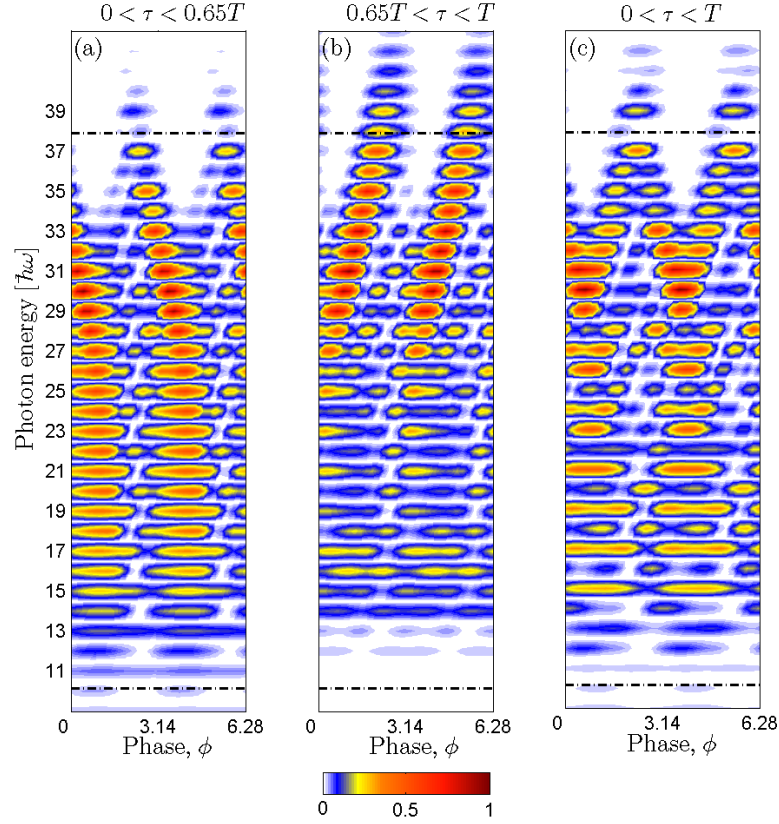 0 < τ < 0.65T
0.65T < τ < T
0 < τ < T
(a)
(b)
(c)
Photon energy [ℏω]
39
37
35
33
31
29
27
25
23
21
19
17
15
13
11
0 3.14 6.28
0 3.14 6.28
0 3.14 6.28
Phase, ϕ
Phase, ϕ
Phase, ϕ
0 0.5 1